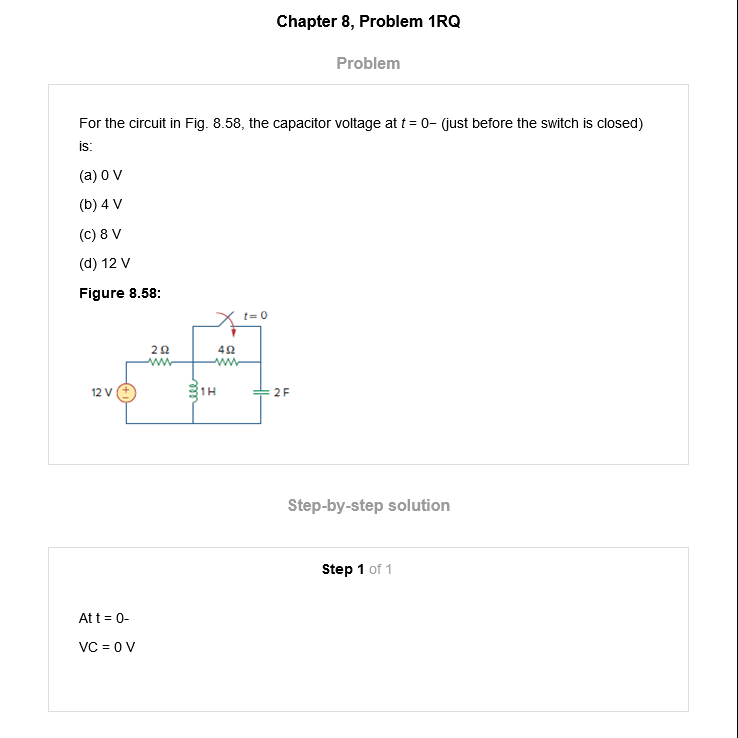 Chapter 8, Problem 1RQ
Problem
For the circuit in Fig. 8.58, the capacitor voltage at t = 0− (just before the switch is closed)
is:
(a) 0 V
(b) 4 V
(c) 8 V
(d) 12 V
Figure 8.58:
t = 0
2 Ω
4 Ω
12 V
+
−
1 H
2 F
Step-by-step solution
Step 1 of 1
At t = 0-
VC = 0 V